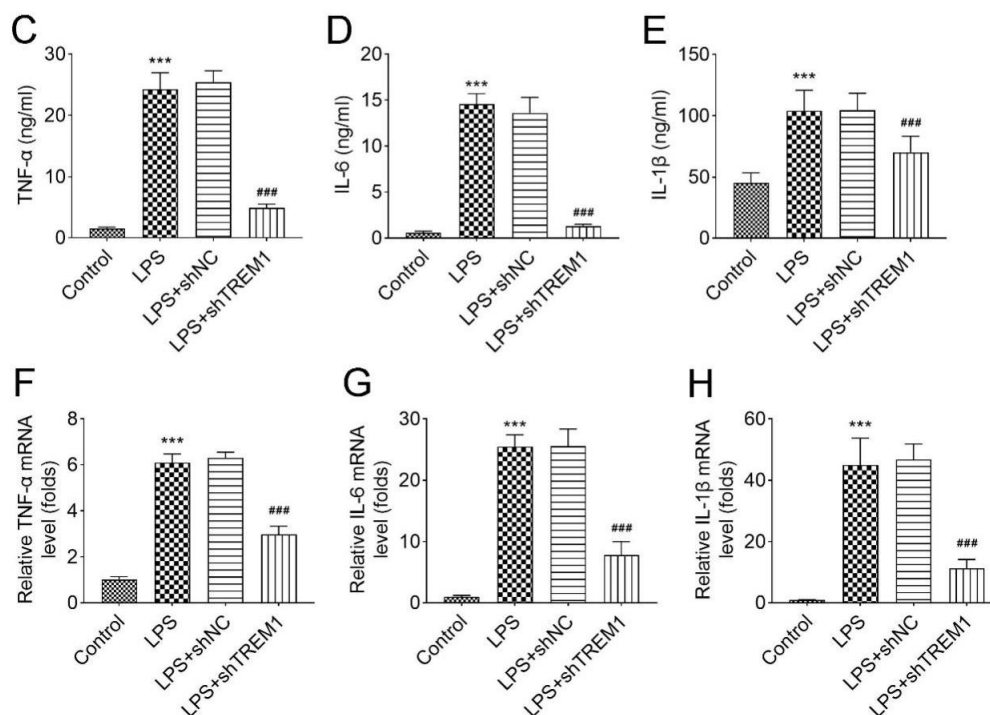 C
TNF-α (ng/ml)
30
20
10
0
***
###
Control
LPS
LPS+shNC
LPS+shTREM1
D
IL-6 (ng/ml)
20
15
10
5
0
***
###
Control
LPS
LPS+shNC
LPS+shTREM1
E
IL-1β (ng/ml)
150
100
50
0
***
###
Control
LPS
LPS+shNC
LPS+shTREM1
F
Relative TNF-α mRNA
level (folds)
8
6
4
2
0
***
###
Control
LPS
LPS+shNC
LPS+shTREM1
G
Relative IL-6 mRNA
level (folds)
30
20
10
0
***
###
Control
LPS
LPS+shNC
LPS+shTREM1
H
Relative IL-1β mRNA
level (folds)
60
40
20
0
***
###
Control
LPS
LPS+shNC
LPS+shTREM1